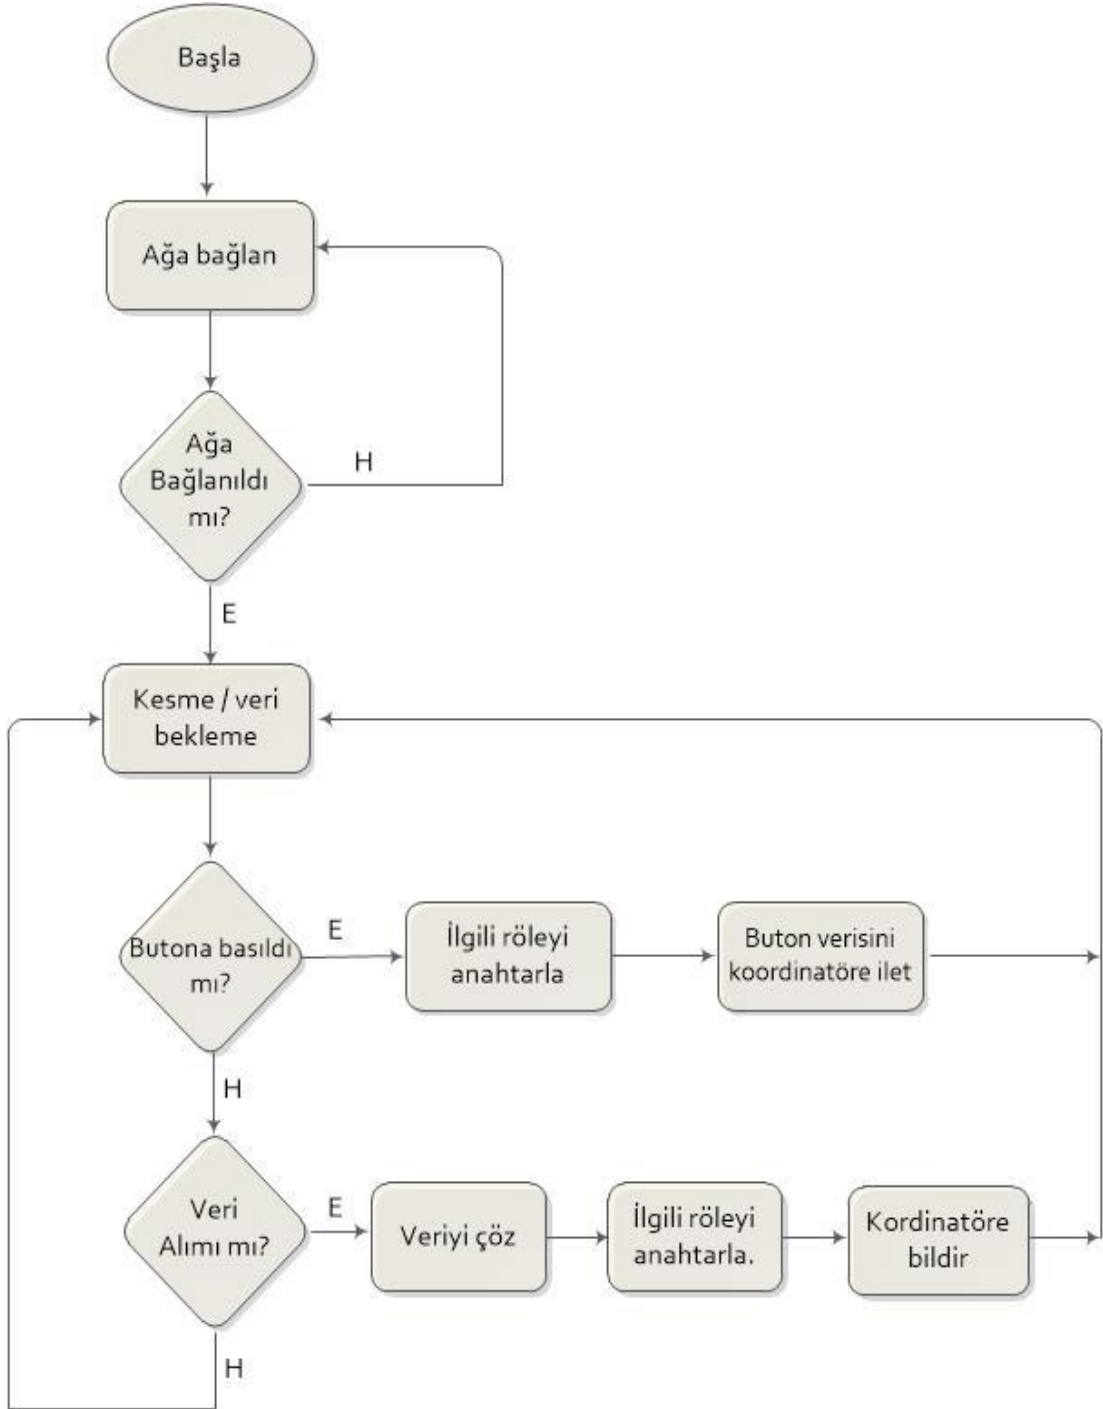 Başla
Ağa bağlan
Ağa
Bağlanıldı
mı?
H
E
Kesme / veri
bekleme
Butona basıldı
mı?
E
İlgili röleyi
anahtarla
Buton verisini
koordinatöre ilet
H
Veri
Alımı mı?
E
Veriyi çöz
İlgili röleyi
anahtarla.
Kordinatöre
bildir
H